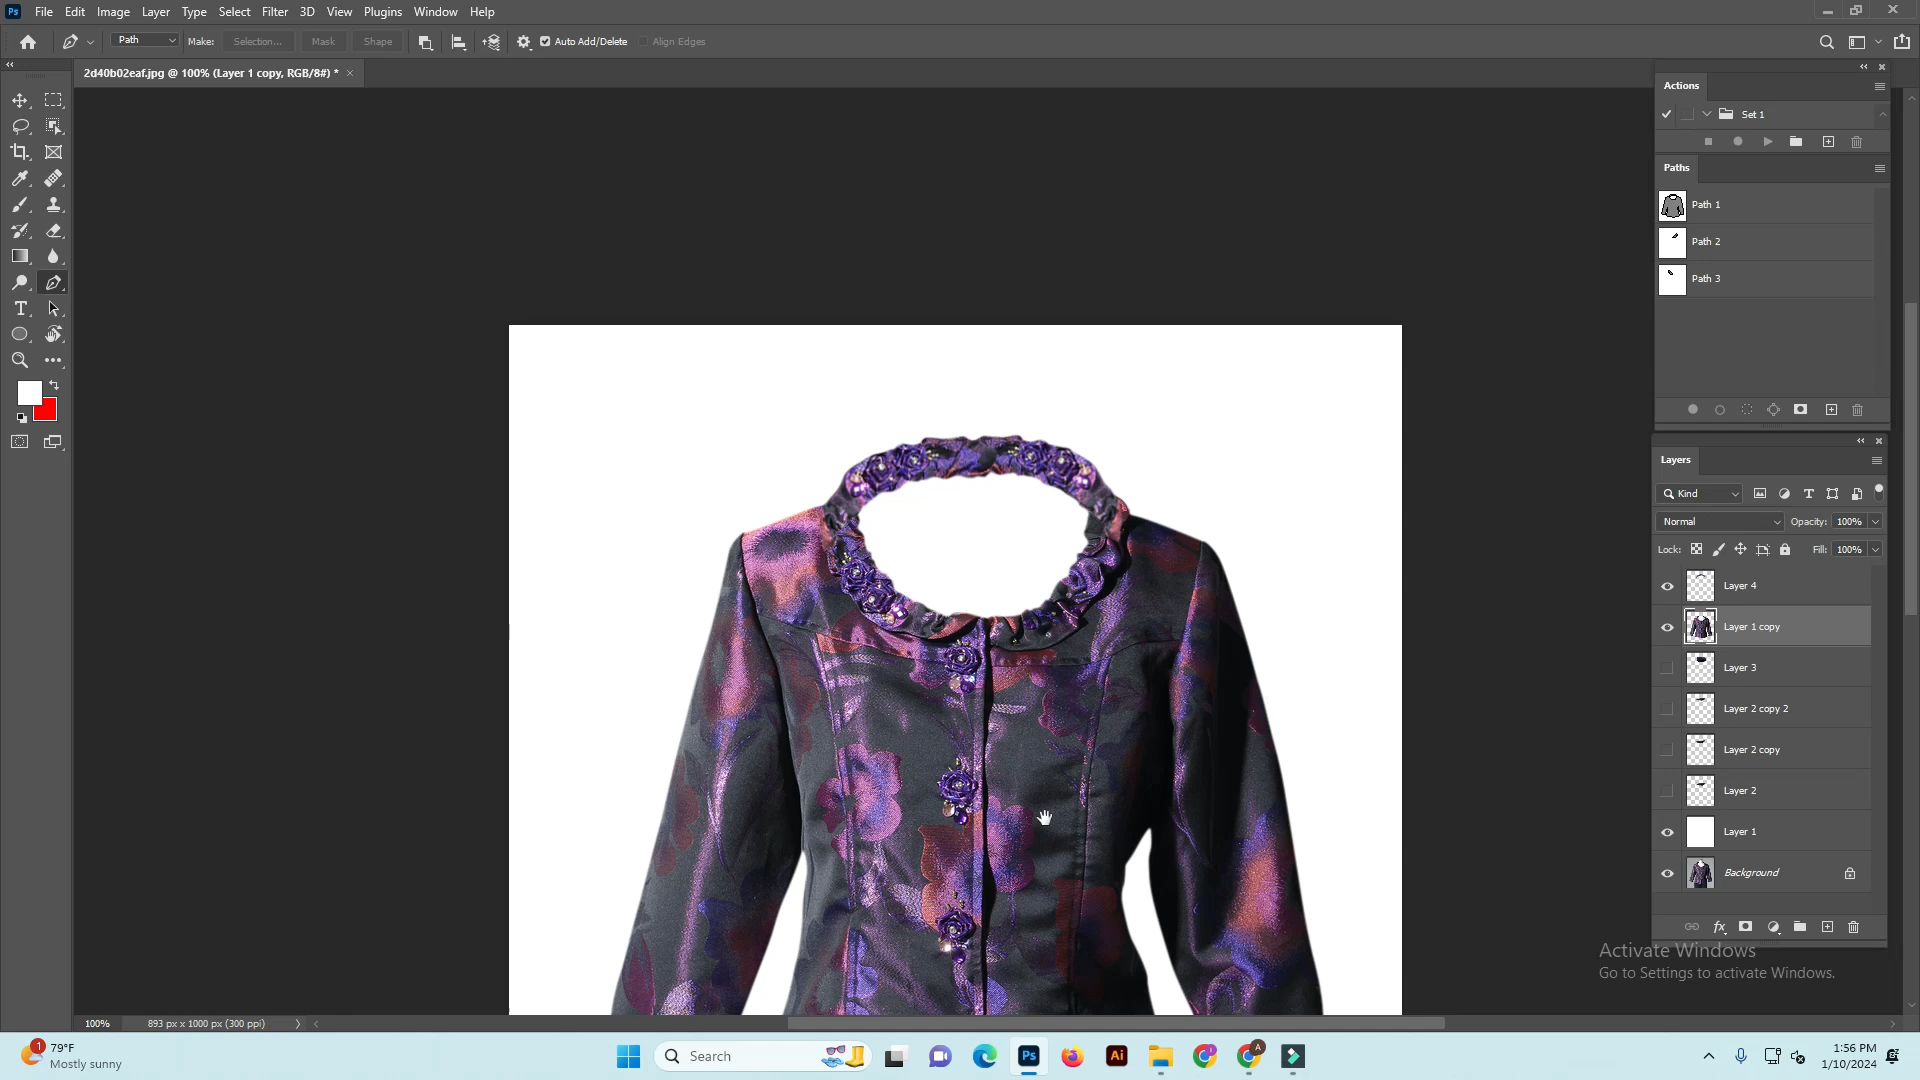 Ps File Edit Image Layer Type Select Filter 3D View Plugins Window Help
Path Make: Selection... Mask Shape Auto Add/Delete Align Edges
2d40b02eaf.jpg @ 100% (Layer 1 copy, RGB/8#) * ×
Actions
Set 1
Paths
Path 1
Path 2
Path 3
Layers
Kind
Normal Opacity: 100%
Lock: Fill: 100%
Layer 4
Layer 1 copy
Layer 3
Layer 2 copy 2
Layer 2 copy
Layer 2
Layer 1
Background
fx
Activate Windows
Go to Settings to activate Windows.
100% 893 px x 1000 px (300 ppi)
1
79°F
Mostly sunny
Search
Ps
Ai
A
1:56 PM
1/10/2024